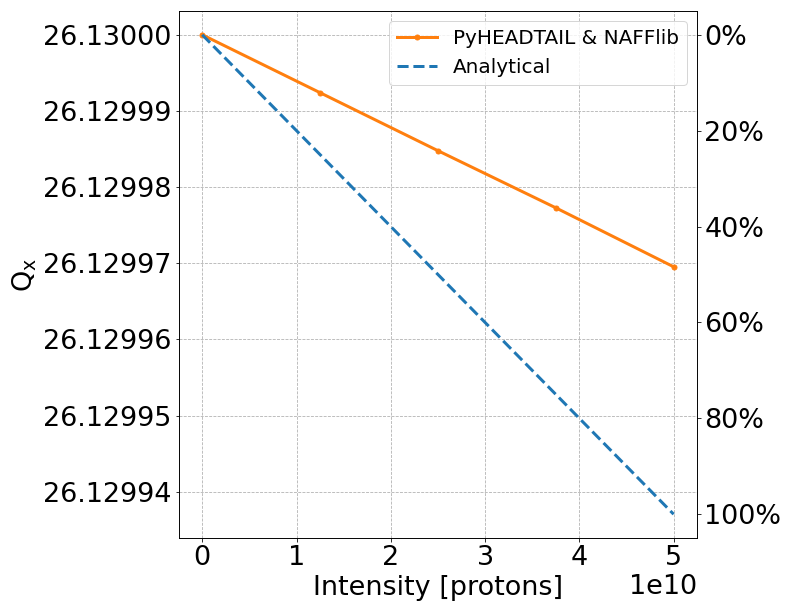 26.13000
26.12999
26.12998
26.12997
26.12996
26.12995
26.12994
Qx
PyHEADTAIL & NAFFlib
Analytical
0%
20%
40%
60%
80%
100%
0 1 2 3 4 5
Intensity [protons] 1e10